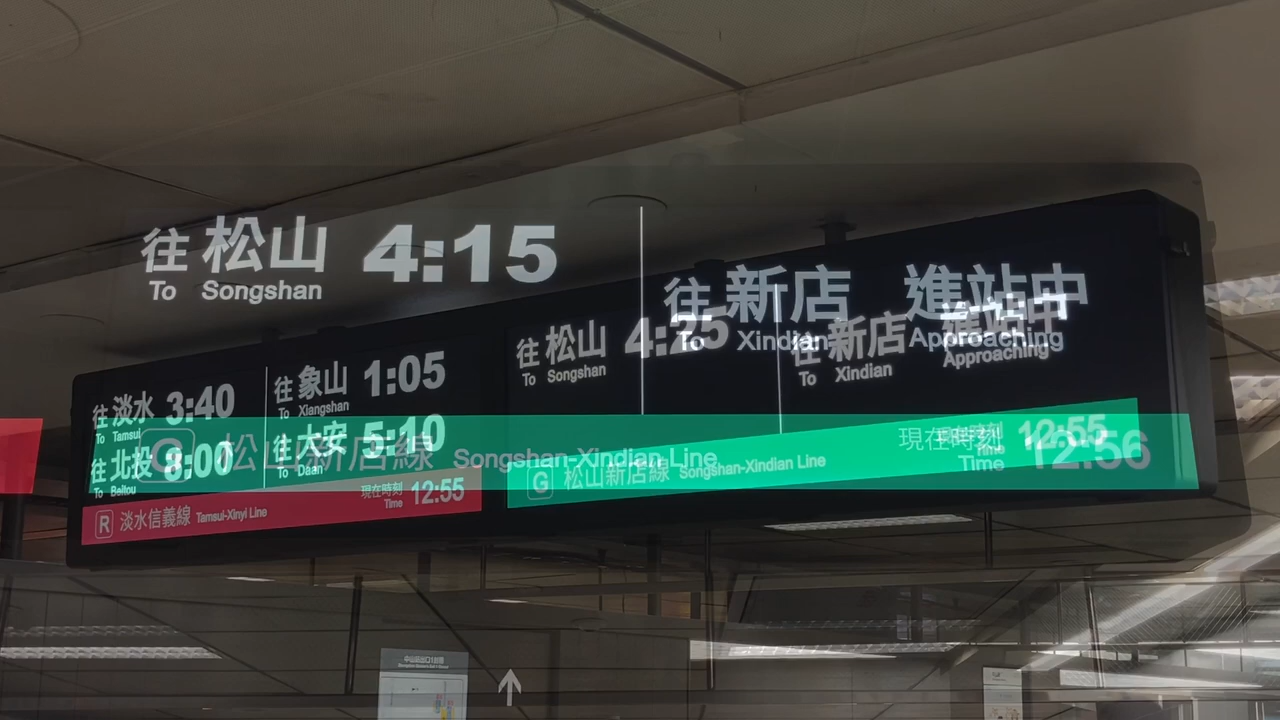 往 松山 4:15
To Songshan
往 新店 進站中
To Xindian Approaching
G 松山新店線 Songshan-Xindian Line
現在時刻 12:56
Time
往 淡水 3:40
To Tamsui
往 象山 1:05
To Xiangshan
往 北投 8:00
To Beitou
往 大安 5:10
To Daan
R 淡水信義線 Tamsui-Xinyi Line
現在時刻 12:55
Time
往 松山 4:25
To Songshan
往 新店 進站中
To Xindian Approaching
G 松山新店線 Songshan-Xindian Line
現在時刻 12:55
Time